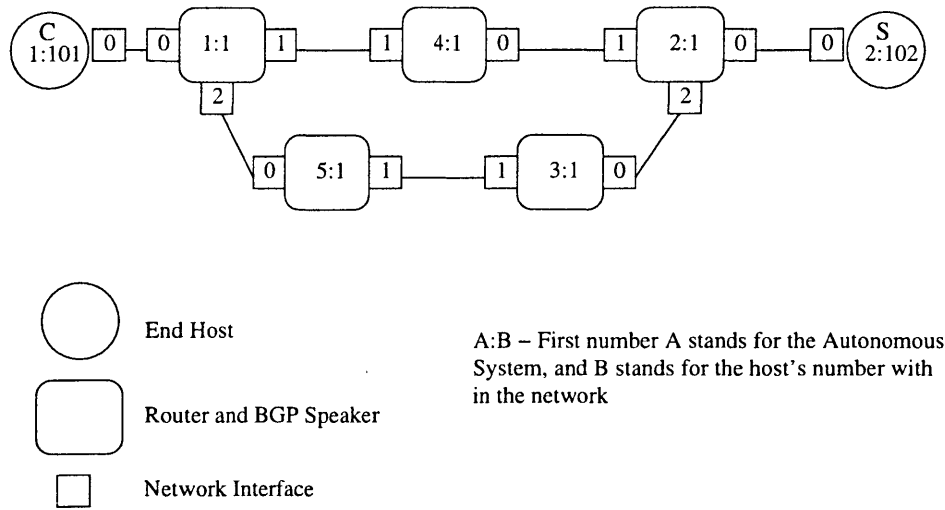 C
1:101
0
0
1:1
1
1
4:1
0
1
2:1
0
0
S
2:102
2
2
0
5:1
1
1
3:1
0
End Host
A:B – First number A stands for the Autonomous
System, and B stands for the host's number with
in the network
Router and BGP Speaker
Network Interface